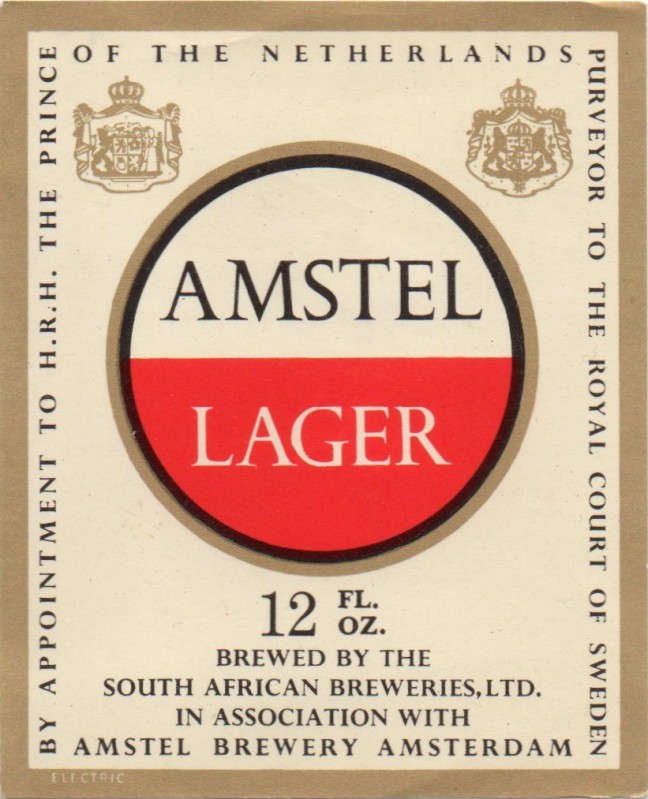 BY APPOINTMENT TO H.R.H. THE PRINCE
OF THE NETHERLANDS
PURVEYOR TO THE ROYAL COURT OF SWEDEN
AMSTEL
LAGER
12 FL. OZ.
BREWED BY THE
SOUTH AFRICAN BREWERIES, LTD.
IN ASSOCIATION WITH
AMSTEL BREWERY AMSTERDAM
ELECTRIC